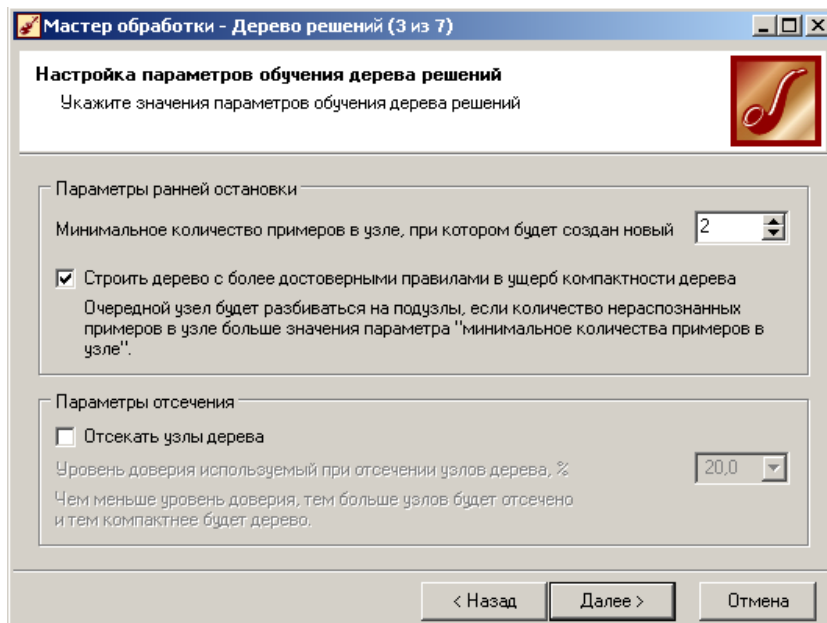 Мастер обработки - Дерево решений (3 из 7)
Настройка параметров обучения дерева решений
Укажите значения параметров обучения дерева решений
Параметры ранней остановки
Минимальное количество примеров в узле, при котором будет создан новый 2
Строить дерево с более достоверными правилами в ущерб компактности дерева
Очередной узел будет разбиваться на подузлы, если количество нераспознанных
примеров в узле больше значения параметра "минимальное количества примеров в
узле".
Параметры отсечения
Отсекать узлы дерева
Уровень доверия используемый при отсечении узлов дерева, % 20,0
Чем меньше уровень доверия, тем больше узлов будет отсечено
и тем компактнее будет дерево.
< Назад Далее > Отмена